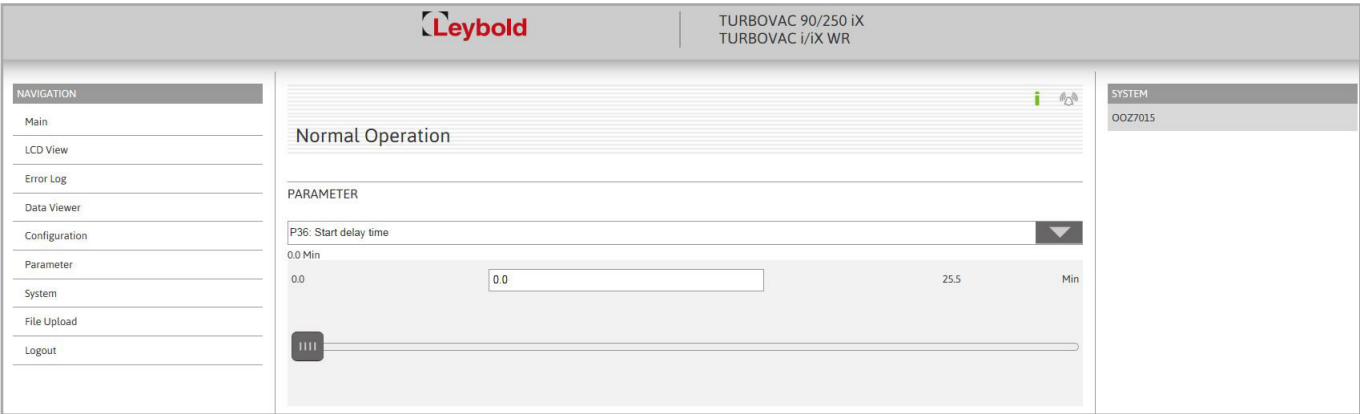 Leybold
TURBOVAC 90/250 iX
TURBOVAC i/iX WR
NAVIGATION
Main
LCD View
Error Log
Data Viewer
Configuration
Parameter
System
File Upload
Logout
i
Normal Operation
PARAMETER
P36: Start delay time
0.0 Min
0.0 0.0 25.5 Min
SYSTEM
OOZ7015